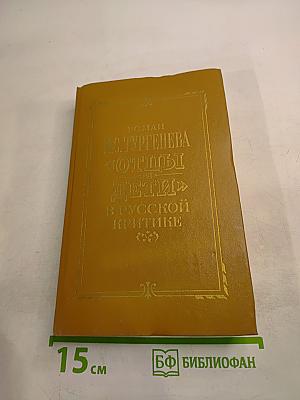 РОМАН
И.С.ТУРГЕНЕВА
«ОТЦЫ
И
ДЕТИ»
В РУССКОЙ
КРИТИКЕ
15 см
БФ БИБЛИОФАН